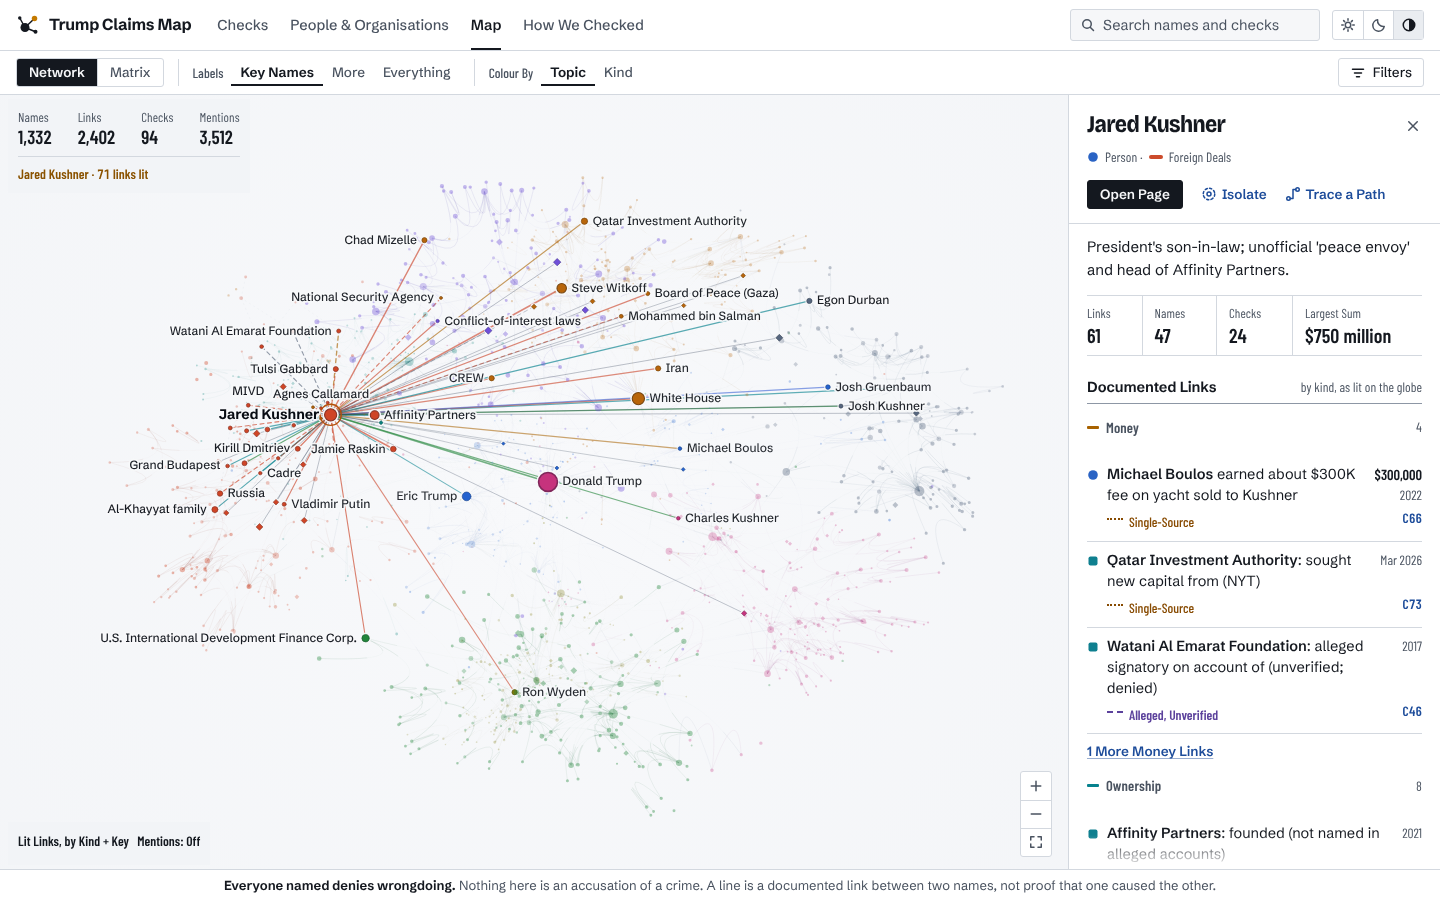 Trump Claims Map
Checks
People & Organisations
Map
How We Checked
Search names and checks
Network
Matrix
Labels
Key Names
More
Everything
Colour By
Topic
Kind
Filters
Names
Links
Checks
Mentions
1,332
2,402
94
3,512
Jared Kushner · 71 links lit
Qatar Investment Authority
Chad Mizelle
Steve Witkoff
Board of Peace (Gaza)
National Security Agency
Egon Durban
Conflict-of-interest laws
Mohammed bin Salman
Watani Al Emarat Foundation
Tulsi Gabbard
Iran
CREW
MIVD
Agnes Callamard
Josh Gruenbaum
White House
Josh Kushner
Jared Kushner
Affinity Partners
Kirill Dmitriev
Jamie Raskin
Michael Boulos
Grand Budapest
Cadre
Donald Trump
Russia
Eric Trump
Al-Khayyat family
Vladimir Putin
Charles Kushner
U.S. International Development Finance Corp.
Ron Wyden
Lit Links, by Kind + Key
Mentions: Off
Jared Kushner
Person · Foreign Deals
Open Page
Isolate
Trace a Path
President's son-in-law; unofficial 'peace envoy'
and head of Affinity Partners.
Links
Names
Checks
Largest Sum
61
47
24
$750 million
Documented Links
by kind, as lit on the globe
Money
4
Michael Boulos earned about $300K
fee on yacht sold to Kushner
$300,000
2022
Single-Source
C66
Qatar Investment Authority: sought
new capital from (NYT)
Mar 2026
Single-Source
C73
Watani Al Emarat Foundation: alleged
signatory on account of (unverified;
denied)
2017
Alleged, Unverified
C46
1 More Money Links
Ownership
8
Affinity Partners: founded (not named in
alleged accounts)
2021
Everyone named denies wrongdoing. Nothing here is an accusation of a crime. A line is a documented link between two names, not proof that one caused the other.